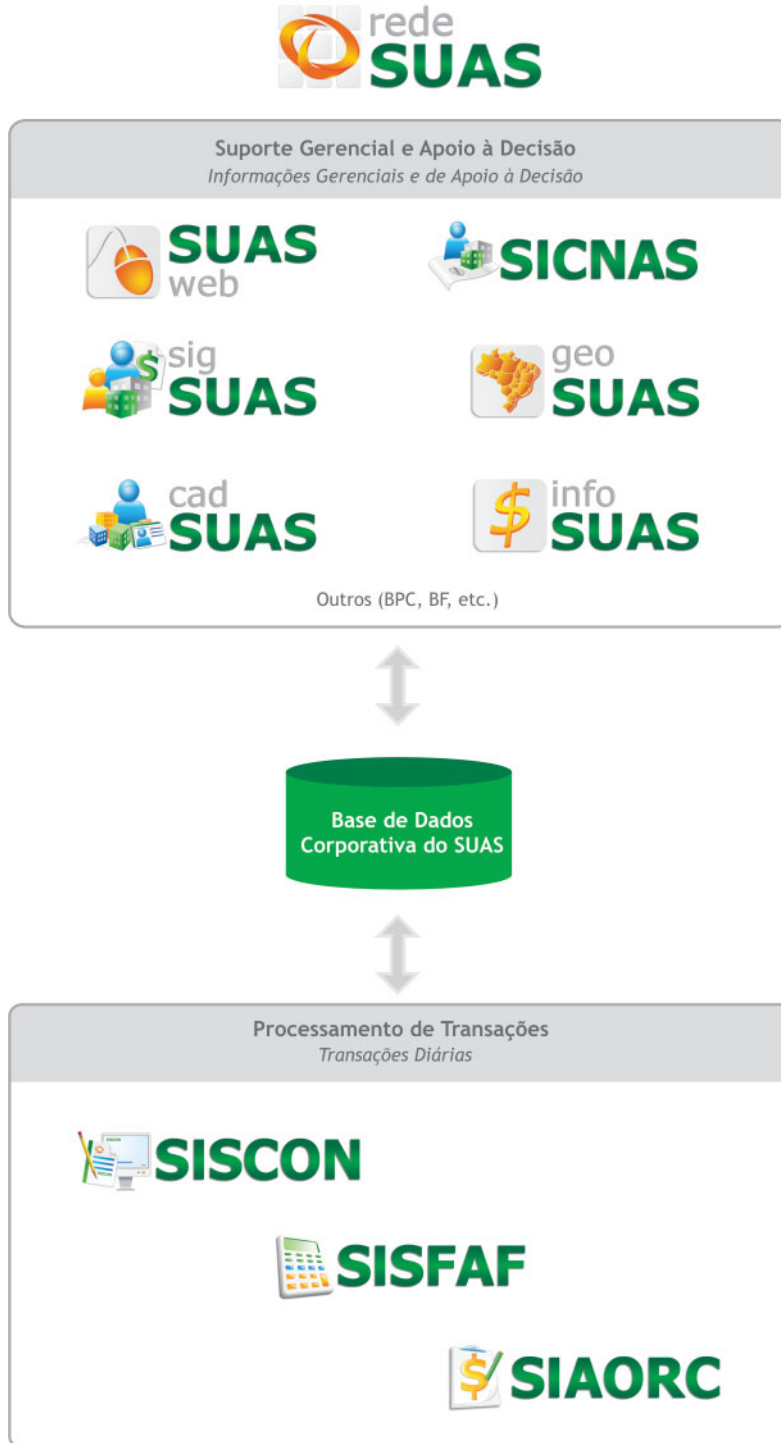 rede
SUAS
Suporte Gerencial e Apoio à Decisão
Informações Gerenciais e de Apoio à Decisão
SUAS
web
SICNAS
sig
SUAS
geo
SUAS
cad
SUAS
info
SUAS
Outros (BPC, BF, etc.)
Base de Dados
Corporativa do SUAS
Processamento de Transações
Transações Diárias
SISCON
SISFAF
SIAORC